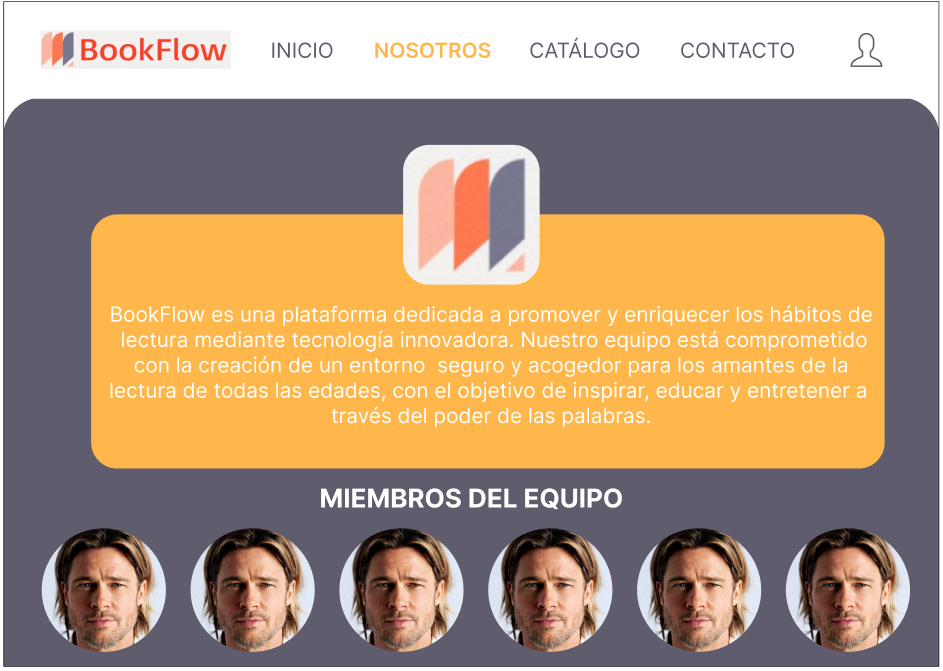 BookFlow
INICIO
NOSOTROS
CATÁLOGO
CONTACTO
BookFlow es una plataforma dedicada a promover y enriquecer los hábitos de
lectura mediante tecnología innovadora. Nuestro equipo está comprometido
con la creación de un entorno  seguro y acogedor para los amantes de la
lectura de todas las edades, con el objetivo de inspirar, educar y entretener a
través del poder de las palabras.
MIEMBROS DEL EQUIPO